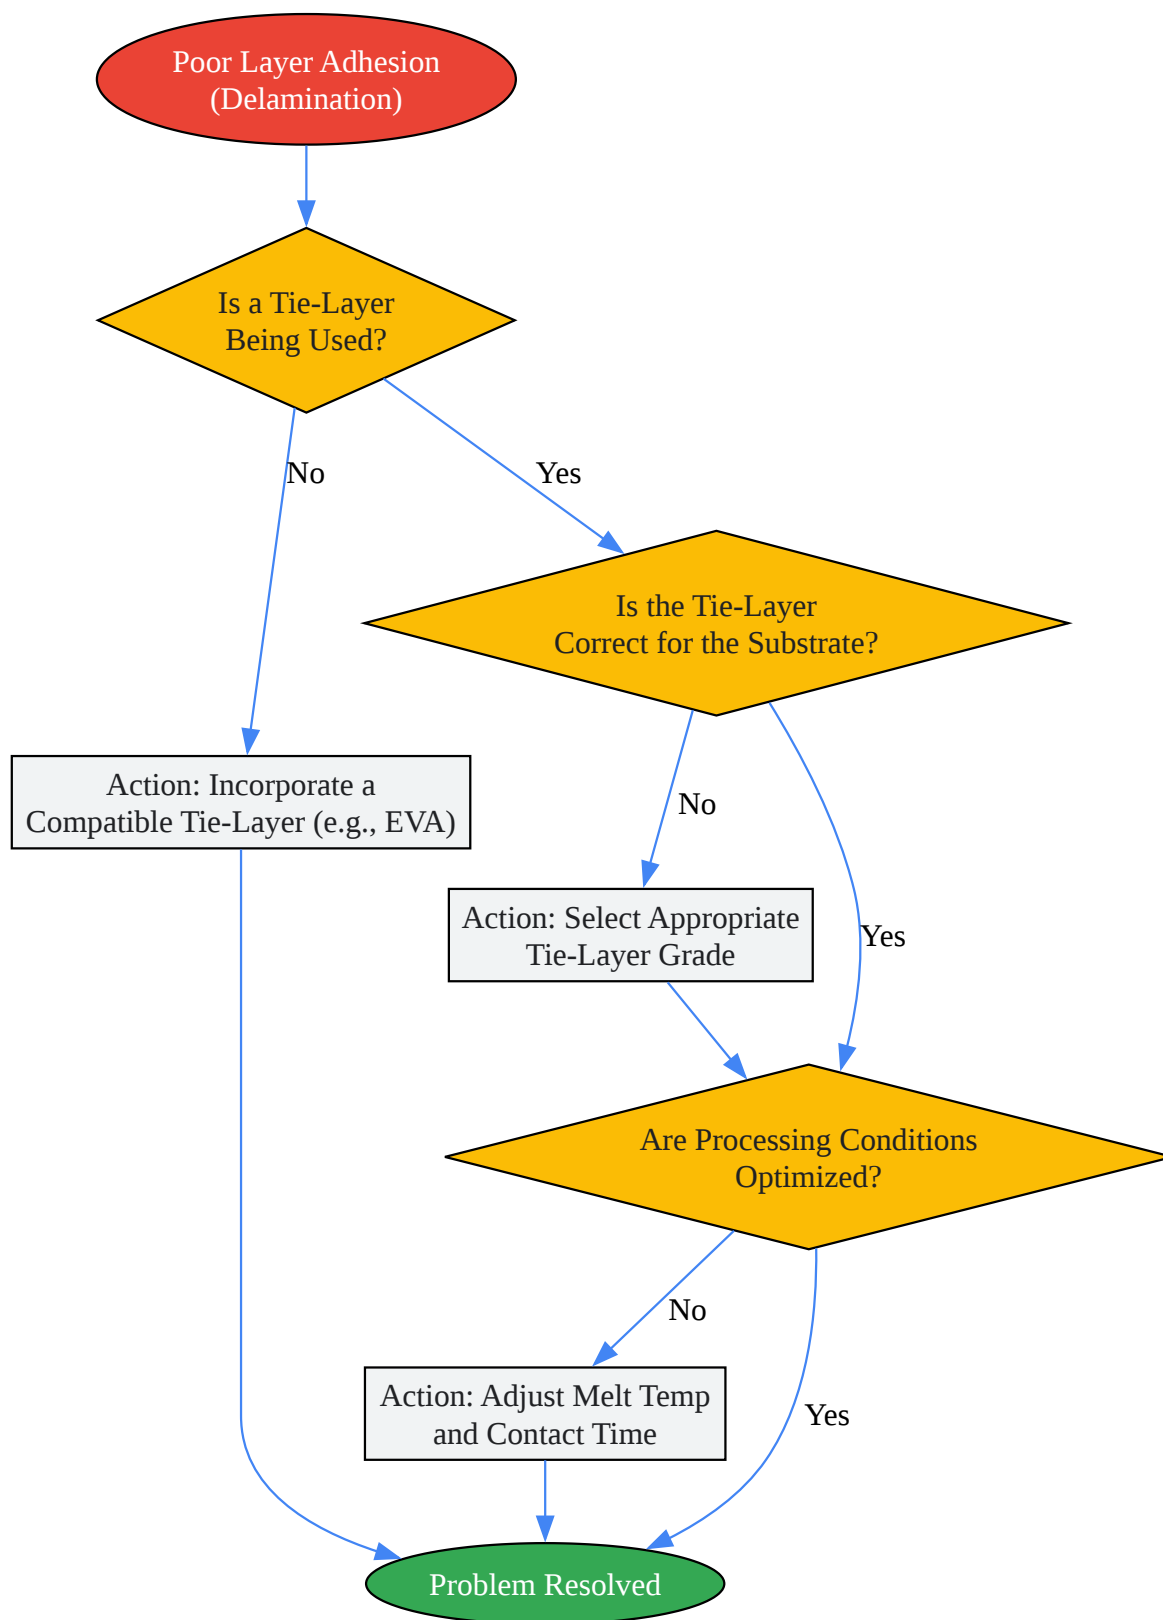 Poor Layer Adhesion
(Delamination)
Is a Tie-Layer
Being Used?
No
Yes
Is the Tie-Layer
Correct for the Substrate?
Action: Incorporate a
Compatible Tie-Layer (e.g., EVA)
No
Action: Select Appropriate
Tie-Layer Grade
Yes
Are Processing Conditions
Optimized?
No
Action: Adjust Melt Temp
and Contact Time
Yes
Problem Resolved